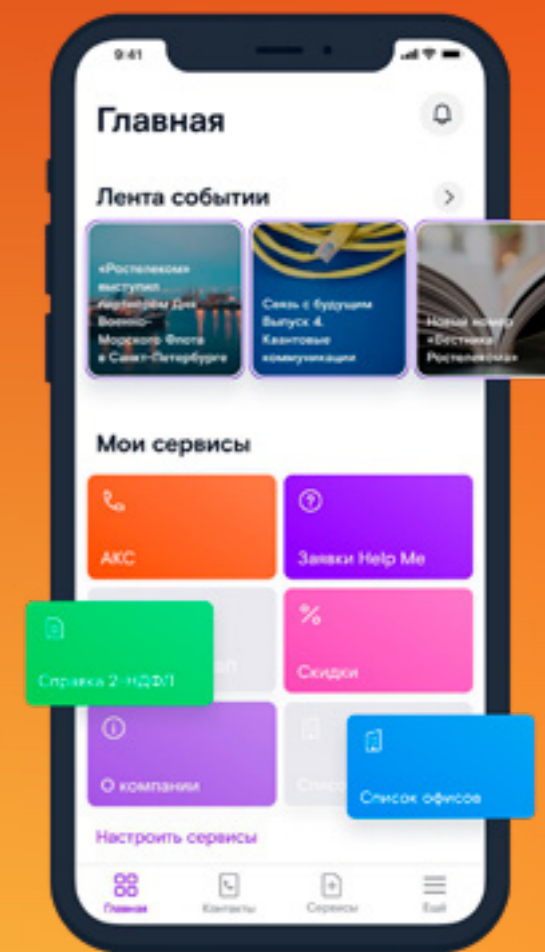 9:41
Главная
Лента событии
«Ростелеком»
выступил
партнёром Дня
Военно-
Морского Флота
в Санкт-Петербурге
Связь с будущим
Выпуск 4.
Квантовые
коммуникации
Новый номер
«Вестника
Ростелекома»
Мои сервисы
АКС
Заявки Help Me
Справка 2-НДФЛ
Скидки
О компании
Список офисов
Настроить сервисы
Главная
Контакты
Сервисы
Ещё